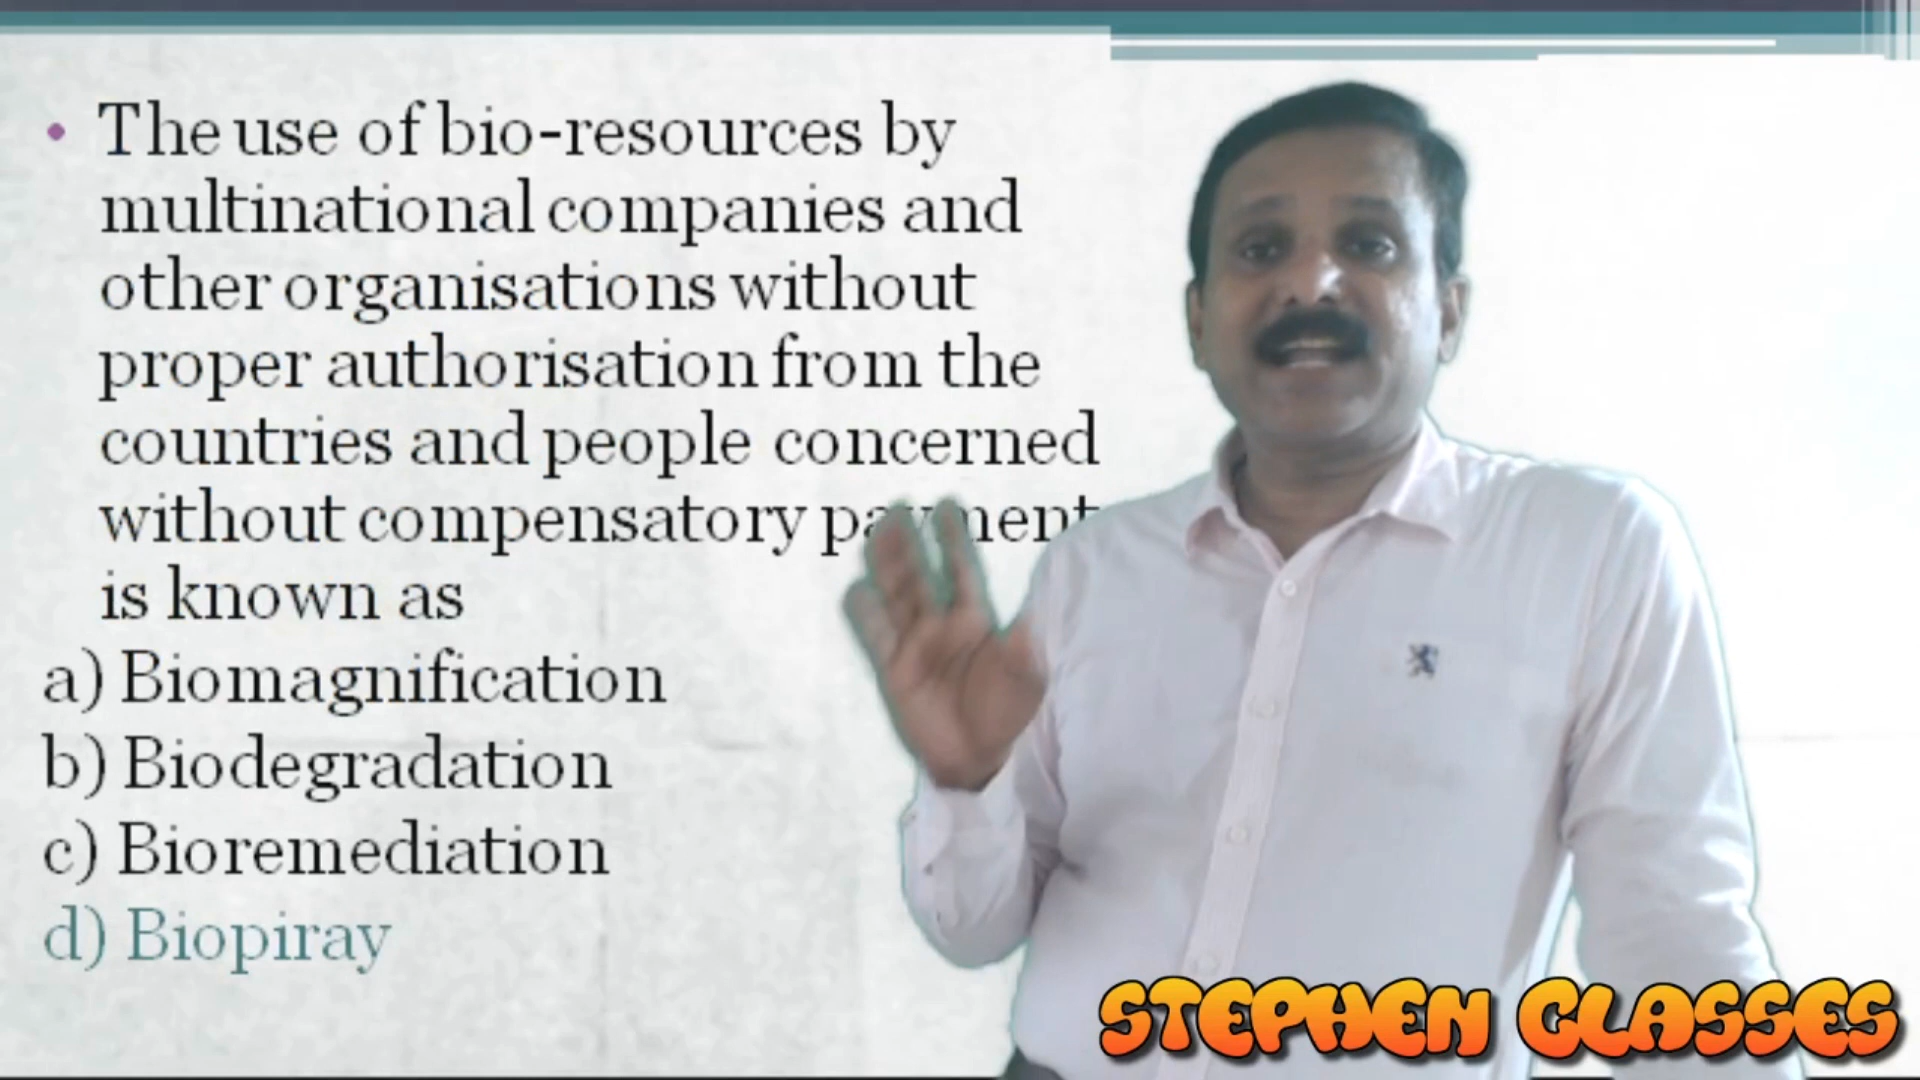 • The use of bio-resources by
multinational companies and
other organisations without
proper authorisation from the
countries and people concerned
without compensatory payment
is known as
a) Biomagnification
b) Biodegradation
c) Bioremediation
d) Biopiray
STEPHEN CLASSES